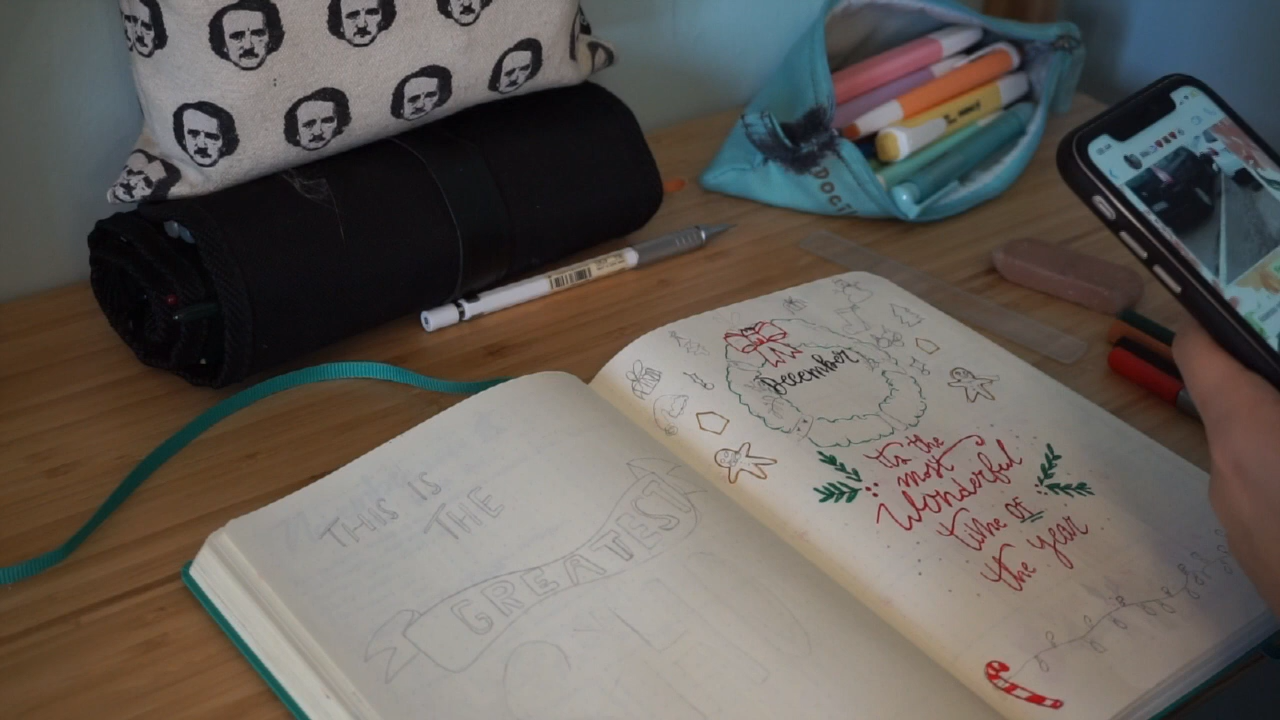 THIS IS
THE
GREATEST
December
it's the
most
Wonderful
time of
the year